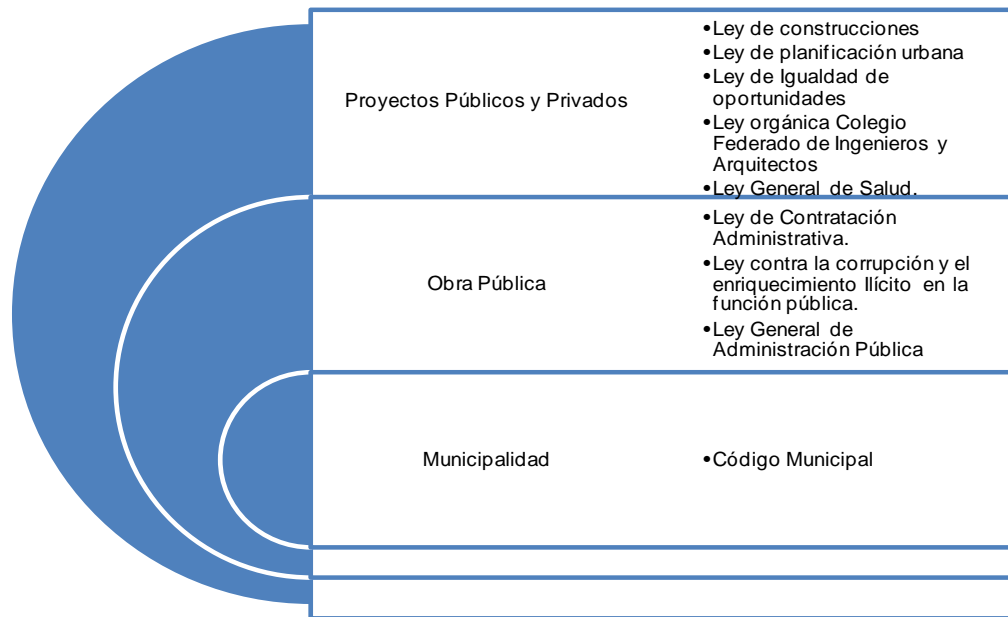 Proyectos Públicos y Privados
•Ley de construcciones
•Ley de planificación urbana
•Ley de Igualdad de
oportunidades
•Ley orgánica Colegio
Federado de Ingenieros y
Arquitectos
•Ley General de Salud.
Obra Pública
•Ley de Contratación
Administrativa.
•Ley contra la corrupción y el
enriquecimiento Ilícito en la
función pública.
•Ley General de
Administración Pública
Municipalidad
•Código Municipal